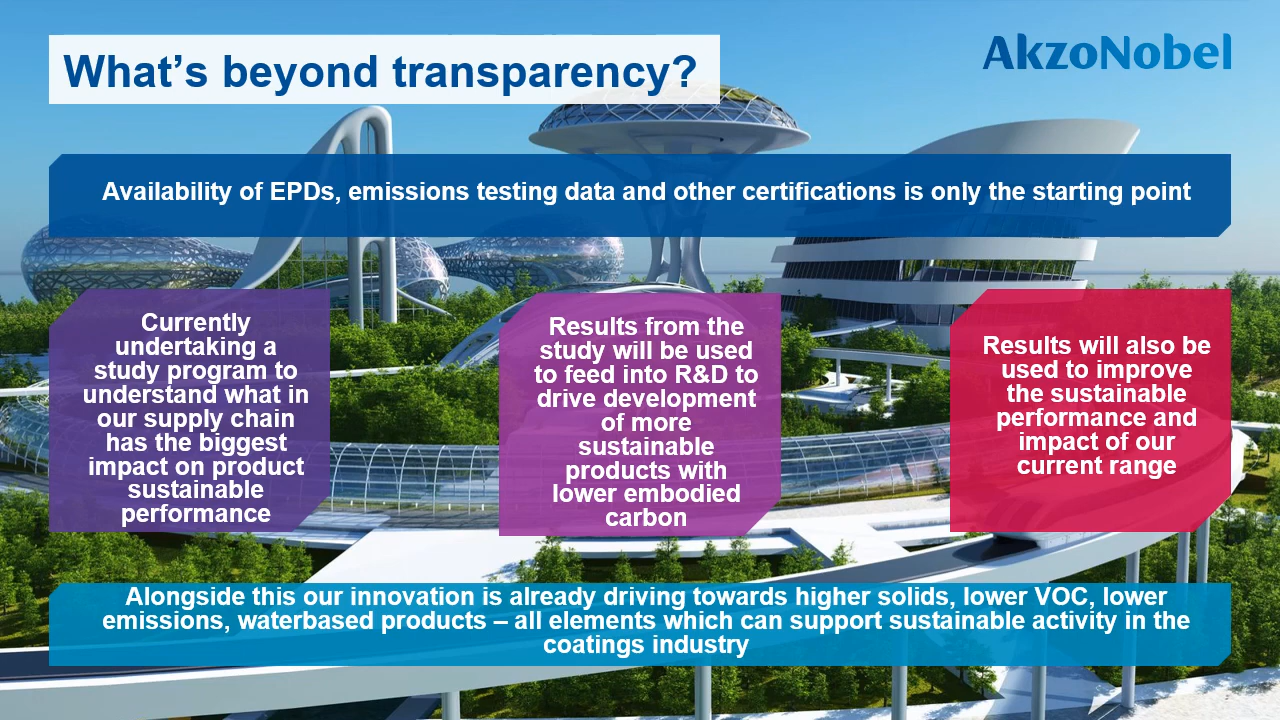 What’s beyond transparency?
AkzoNobel
Availability of EPDs, emissions testing data and other certifications is only the starting point
Currently
undertaking a
study program to
understand what in
our supply chain
has the biggest
impact on product
sustainable
performance
Results from the
study will be used
to feed into R&D to
drive development
of more
sustainable
products with
lower embodied
carbon
Results will also be
used to improve
the sustainable
performance and
impact of our
current range
Alongside this our innovation is already driving towards higher solids, lower VOC, lower
emissions, waterbased products – all elements which can support sustainable activity in the
coatings industry